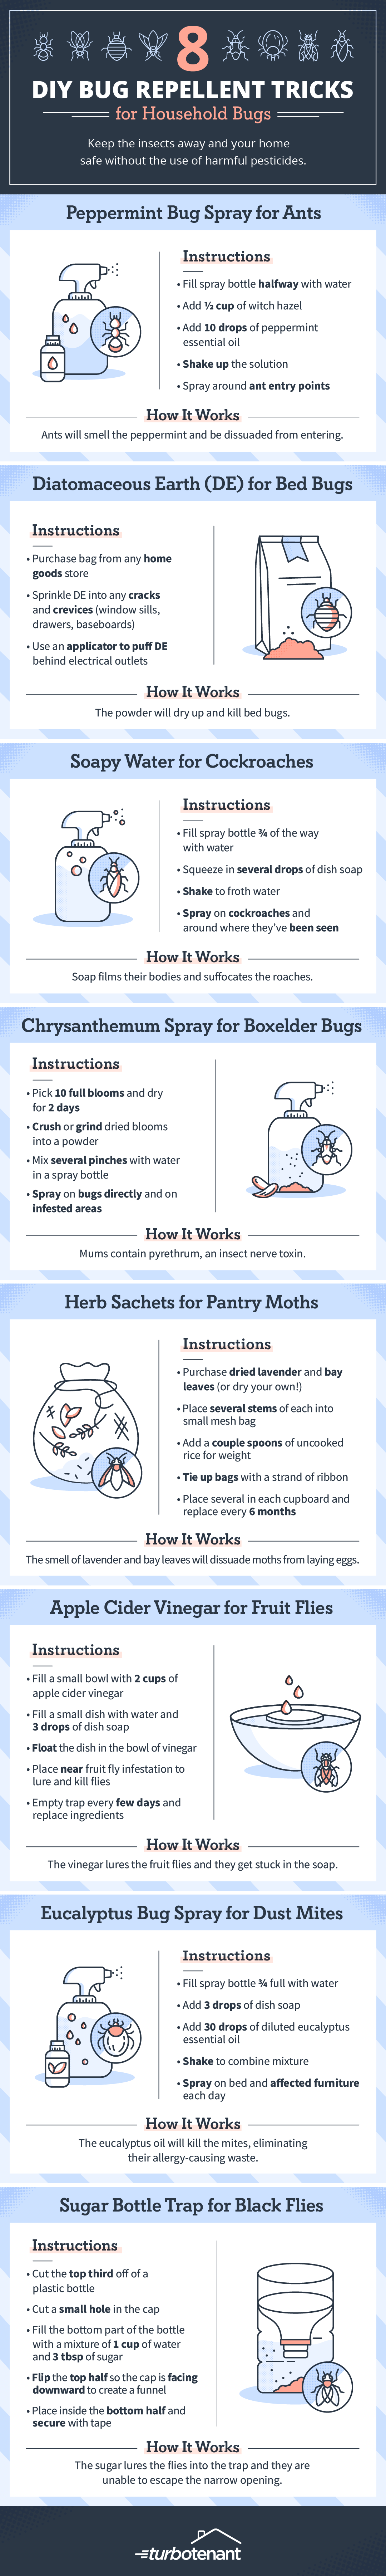 8
DIY BUG REPELLENT TRICKS
for Household Bugs
Keep the insects away and your home
safe without the use of harmful pesticides.
Peppermint Bug Spray for Ants
Instructions
• Fill spray bottle halfway with water
• Add ½ cup of witch hazel
• Add 10 drops of peppermint
essential oil
• Shake up the solution
• Spray around ant entry points
How It Works
Ants will smell the peppermint and be dissuaded from entering.
Diatomaceous Earth (DE) for Bed Bugs
Instructions
• Purchase bag from any home
goods store
• Sprinkle DE into any cracks
and crevices (window sills,
drawers, baseboards)
• Use an applicator to puff DE
behind electrical outlets
How It Works
The powder will dry up and kill bed bugs.
Soapy Water for Cockroaches
Instructions
• Fill spray bottle ¾ of the way
with water
• Squeeze in several drops of dish soap
• Shake to froth water
• Spray on cockroaches and
around where they've been seen
How It Works
Soap films their bodies and suffocates the roaches.
Chrysanthemum Spray for Boxelder Bugs
Instructions
• Pick 10 full blooms and dry
for 2 days
• Crush or grind dried blooms
into a powder
• Mix several pinches with water
in a spray bottle
• Spray on bugs directly and on
infested areas
How It Works
Mums contain pyrethrum, an insect nerve toxin.
Herb Sachets for Pantry Moths
Instructions
• Purchase dried lavender and bay
leaves (or dry your own!)
• Place several stems of each into
small mesh bag
• Add a couple spoons of uncooked
rice for weight
• Tie up bags with a strand of ribbon
• Place several in each cupboard and
replace every 6 months
How It Works
The smell of lavender and bay leaves will dissuade moths from laying eggs.
Apple Cider Vinegar for Fruit Flies
Instructions
• Fill a small bowl with 2 cups of
apple cider vinegar
• Fill a small dish with water and
3 drops of dish soap
• Float the dish in the bowl of vinegar
• Place near fruit fly infestation to
lure and kill flies
• Empty trap every few days and
replace ingredients
How It Works
The vinegar lures the fruit flies and they get stuck in the soap.
Eucalyptus Bug Spray for Dust Mites
Instructions
• Fill spray bottle ¾ full with water
• Add 3 drops of dish soap
• Add 30 drops of diluted eucalyptus
essential oil
• Shake to combine mixture
• Spray on bed and affected furniture
each day
How It Works
The eucalyptus oil will kill the mites, eliminating
their allergy-causing waste.
Sugar Bottle Trap for Black Flies
Instructions
• Cut the top third off of a
plastic bottle
• Cut a small hole in the cap
• Fill the bottom part of the bottle
with a mixture of 1 cup of water
and 3 tbsp of sugar
• Flip the top half so the cap is facing
downward to create a funnel
• Place inside the bottom half and
secure with tape
How It Works
The sugar lures the flies into the trap and they are
unable to escape the narrow opening.
turbotenant